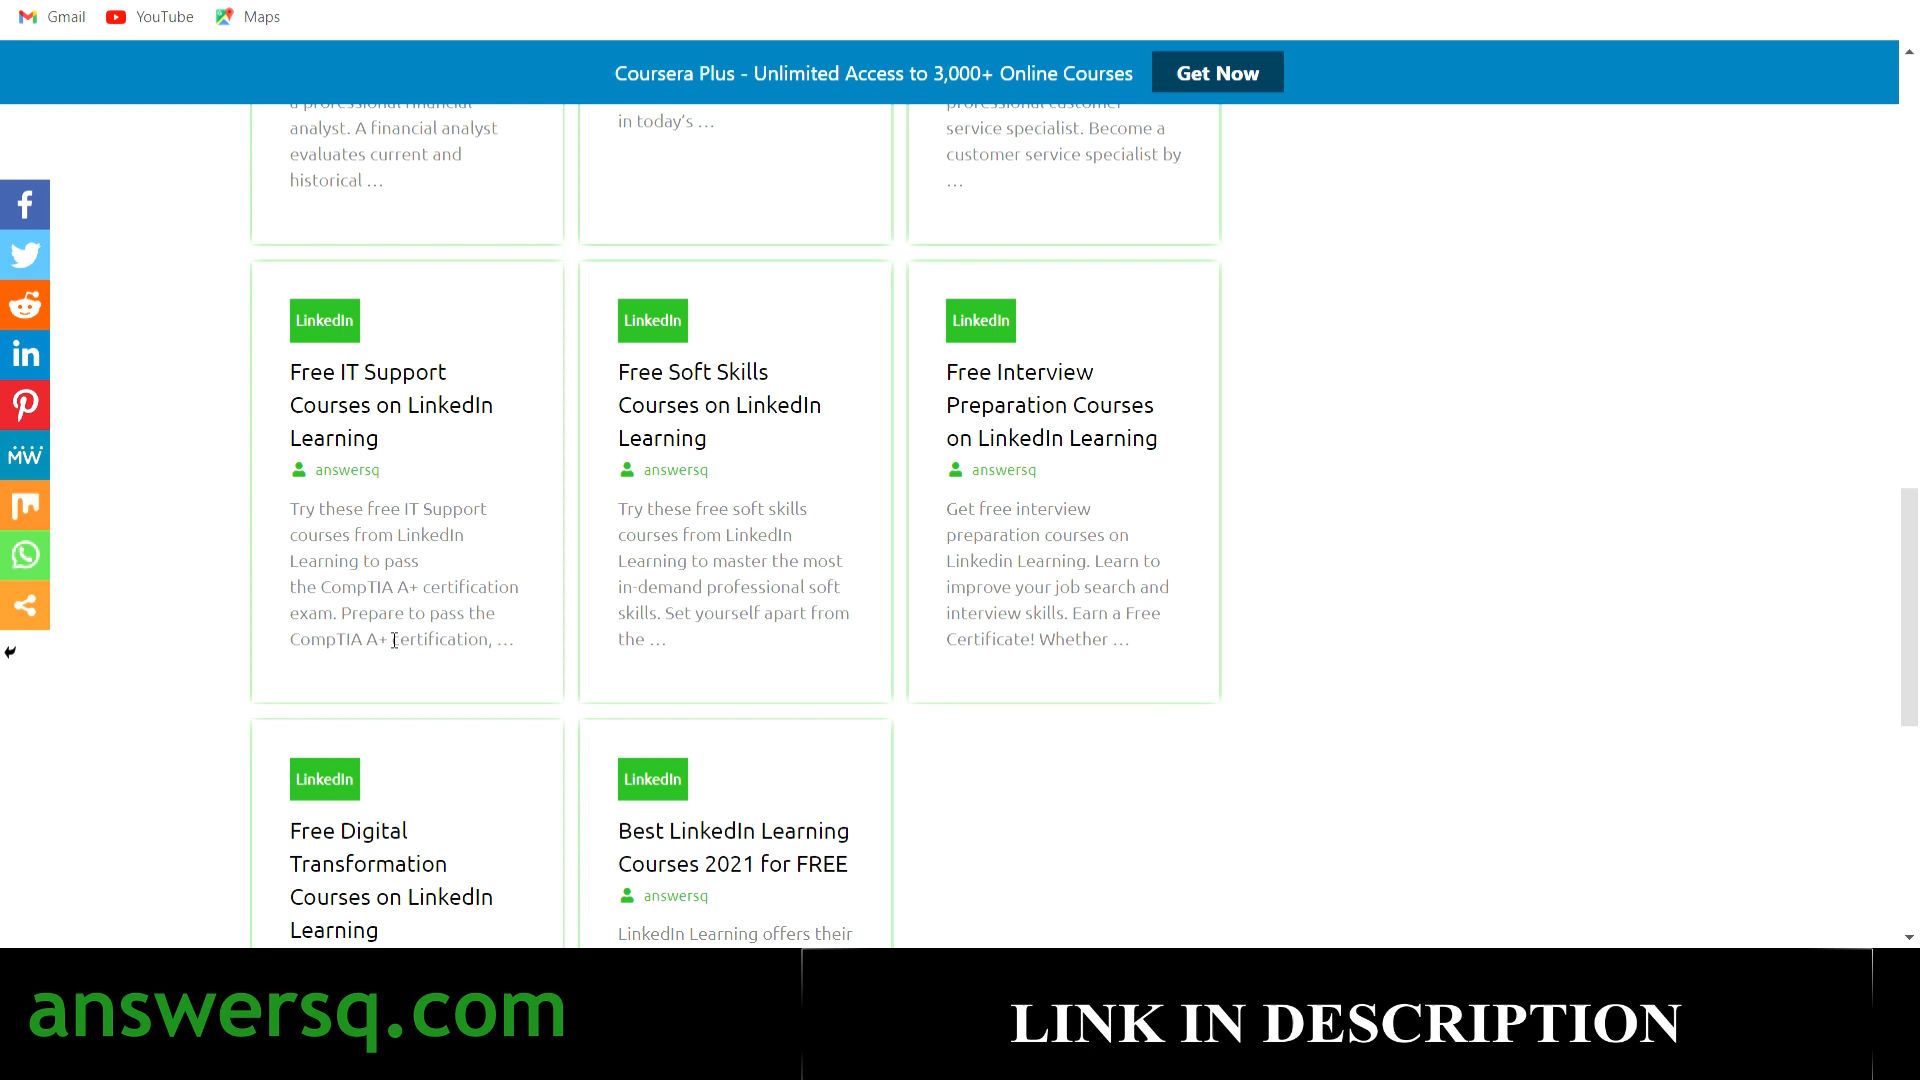 Gmail YouTube Maps
Coursera Plus - Unlimited Access to 3,000+ Online Courses Get Now
a professional financial
analyst. A financial analyst
evaluates current and
historical …
in today's …
professional customer
service specialist. Become a
customer service specialist by
…
LinkedIn
Free IT Support
Courses on LinkedIn
Learning
answersq
Try these free IT Support
courses from LinkedIn
Learning to pass
the CompTIA A+ certification
exam. Prepare to pass the
CompTIA A+ certification, …
LinkedIn
Free Soft Skills
Courses on LinkedIn
Learning
answersq
Try these free soft skills
courses from LinkedIn
Learning to master the most
in-demand professional soft
skills. Set yourself apart from
the …
LinkedIn
Free Interview
Preparation Courses
on LinkedIn Learning
answersq
Get free interview
preparation courses on
Linkedin Learning. Learn to
improve your job search and
interview skills. Earn a Free
Certificate! Whether …
LinkedIn
Free Digital
Transformation
Courses on LinkedIn
Learning
LinkedIn
Best LinkedIn Learning
Courses 2021 for FREE
answersq
LinkedIn Learning offers their
answersq.com
LINK IN DESCRIPTION